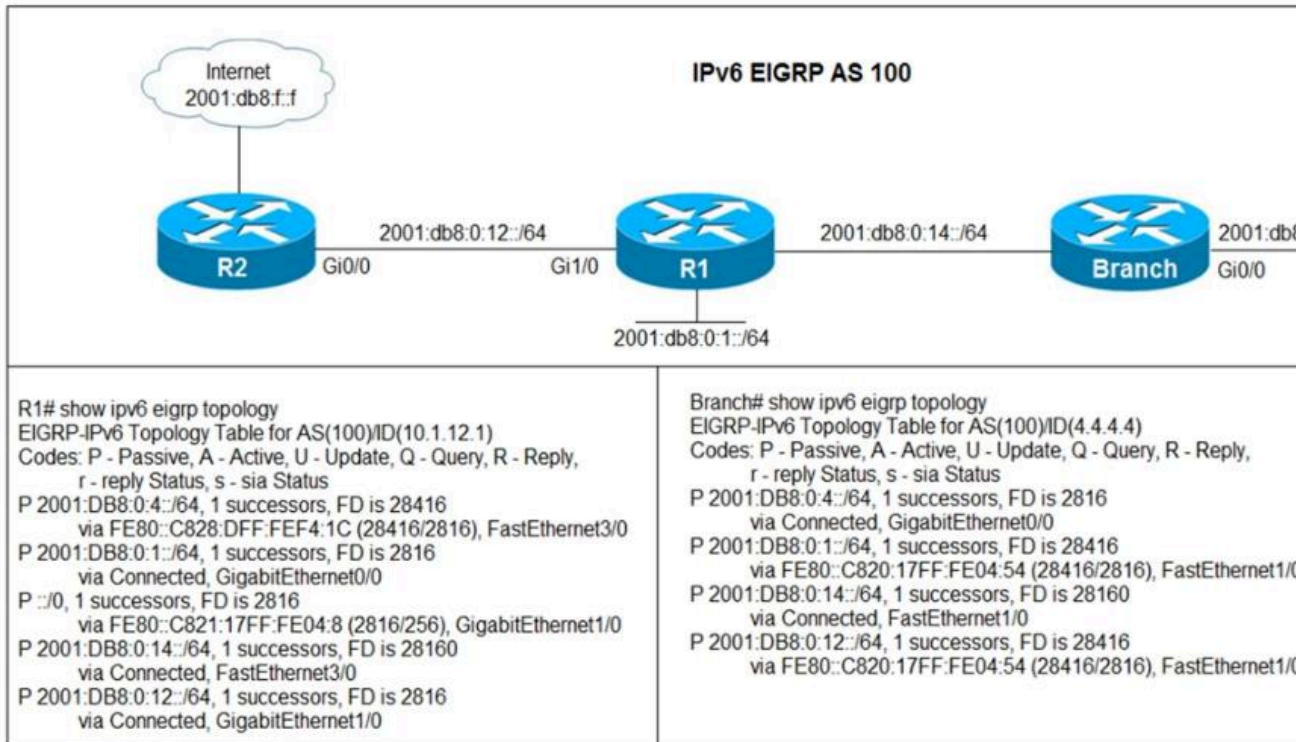 Internet
2001:db8:f::f
IPv6 EIGRP AS 100
2001:db8:0:12::/64
2001:db8:0:14::/64
2001:db8
R2
Gi0/0
Gi1/0
R1
Branch
Gi0/0
2001:db8:0:1::/64
R1# show ipv6 eigrp topology
EIGRP-IPv6 Topology Table for AS(100)/ID(10.1.12.1)
Codes: P - Passive, A - Active, U - Update, Q - Query, R - Reply,
r - reply Status, s - sia Status
P 2001:DB8:0:4::/64, 1 successors, FD is 28416
via FE80::C828:DFF:FEF4:1C (28416/2816), FastEthernet3/0
P 2001:DB8:0:1::/64, 1 successors, FD is 2816
via Connected, GigabitEthernet0/0
P ::/0, 1 successors, FD is 2816
via FE80::C821:17FF:FE04:8 (2816/256), GigabitEthernet1/0
P 2001:DB8:0:14::/64, 1 successors, FD is 28160
via Connected, FastEthernet3/0
P 2001:DB8:0:12::/64, 1 successors, FD is 2816
via Connected, GigabitEthernet1/0
Branch# show ipv6 eigrp topology
EIGRP-IPv6 Topology Table for AS(100)/ID(4.4.4.4)
Codes: P - Passive, A - Active, U - Update, Q - Query, R - Reply,
r - reply Status, s - sia Status
P 2001:DB8:0:4::/64, 1 successors, FD is 2816
via Connected, GigabitEthernet0/0
P 2001:DB8:0:1::/64, 1 successors, FD is 28416
via FE80::C820:17FF:FE04:54 (28416/2816), FastEthernet1/0
P 2001:DB8:0:14::/64, 1 successors, FD is 28160
via Connected, FastEthernet1/0
P 2001:DB8:0:12::/64, 1 successors, FD is 28416
via FE80::C820:17FF:FE04:54 (28416/2816), FastEthernet1/0